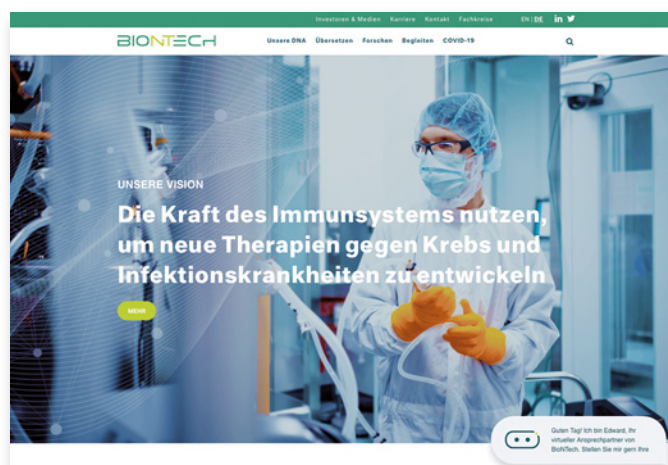 Investoren & Medien Karriere Kontakt Fachkreise EN | DE in
BIONTECH Unsere DNA Übersetzen Forschen Begleiten COVID-19
UNSERE VISION
Die Kraft des Immunsystems nutzen,
um neue Therapien gegen Krebs und
Infektionskrankheiten zu entwickeln
MEHR
Guten Tag! Ich bin Edward, Ihr
virtueller Ansprechpartner von
BioNTech. Stellen Sie mir gern Ihre